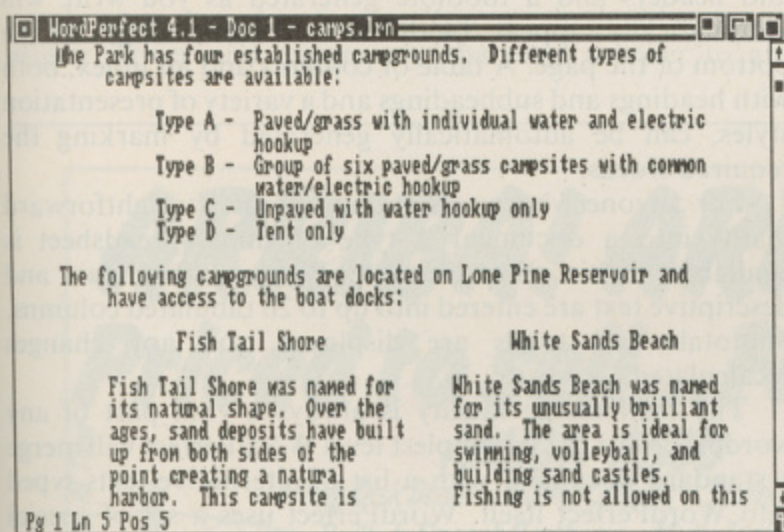 WordPerfect 4.1 - Doc 1 - camps.lrn
The Park has four established campgrounds. Different types of
campsites are available:
Type A - Paved/grass with individual water and electric
hookup
Type B - Group of six paved/grass campsites with common
water/electric hookup
Type C - Unpaved with water hookup only
Type D - Tent only
The following campgrounds are located on Lone Pine Reservoir and
have access to the boat docks:
Fish Tail Shore
Fish Tail Shore was named for
its natural shape. Over the
ages, sand deposits have built
up from both sides of the
point creating a natural
harbor. This campsite is
White Sands Beach
White Sands Beach was named
for its unusually brilliant
sand. The area is ideal for
swimming, volleyball, and
building sand castles.
Fishing is not allowed on this
Pg 1 Ln 5 Pos 5